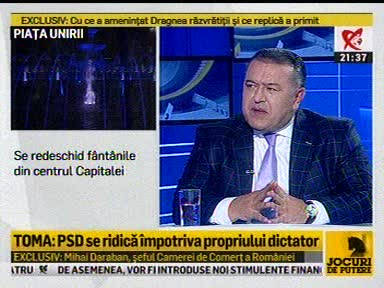 EXCLUSIV: Cu ce a amenințat Dragnea răzvrătiții și ce replică a primit
PIAȚA UNIRII
21:37
Se redeschid fântânile
din centrul Capitalei
TOMA: PSD se ridică împotriva propriului dictator
EXCLUSIV: Mihai Daraban, șeful Camerei de Comerț a României
JOCURI
DE PUTERE
ATRU
DE ASEMENEA, VOR FI INTRODUSE NOI STIMULENTE FINANC